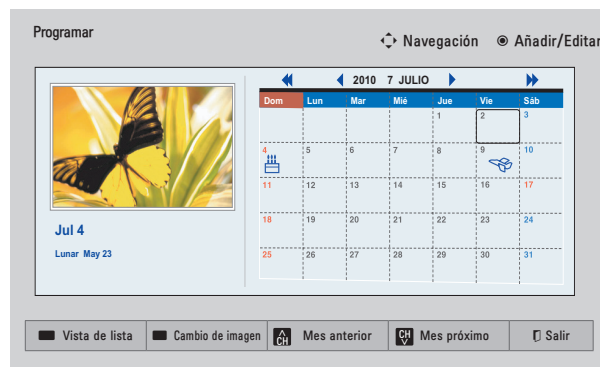 Programar
Navegación Añadir/Editar
2010 7 JULIO
Dom Lun Mar Mié Jue Vie Sáb
1 2 3
4 5 6 7 8 9 10
11 12 13 14 15 16 17
18 19 20 21 22 23 24
25 26 27 28 29 30 31
Jul 4
Lunar May 23
Vista de lista Cambio de imagen CH Mes anterior CH Mes próximo Salir